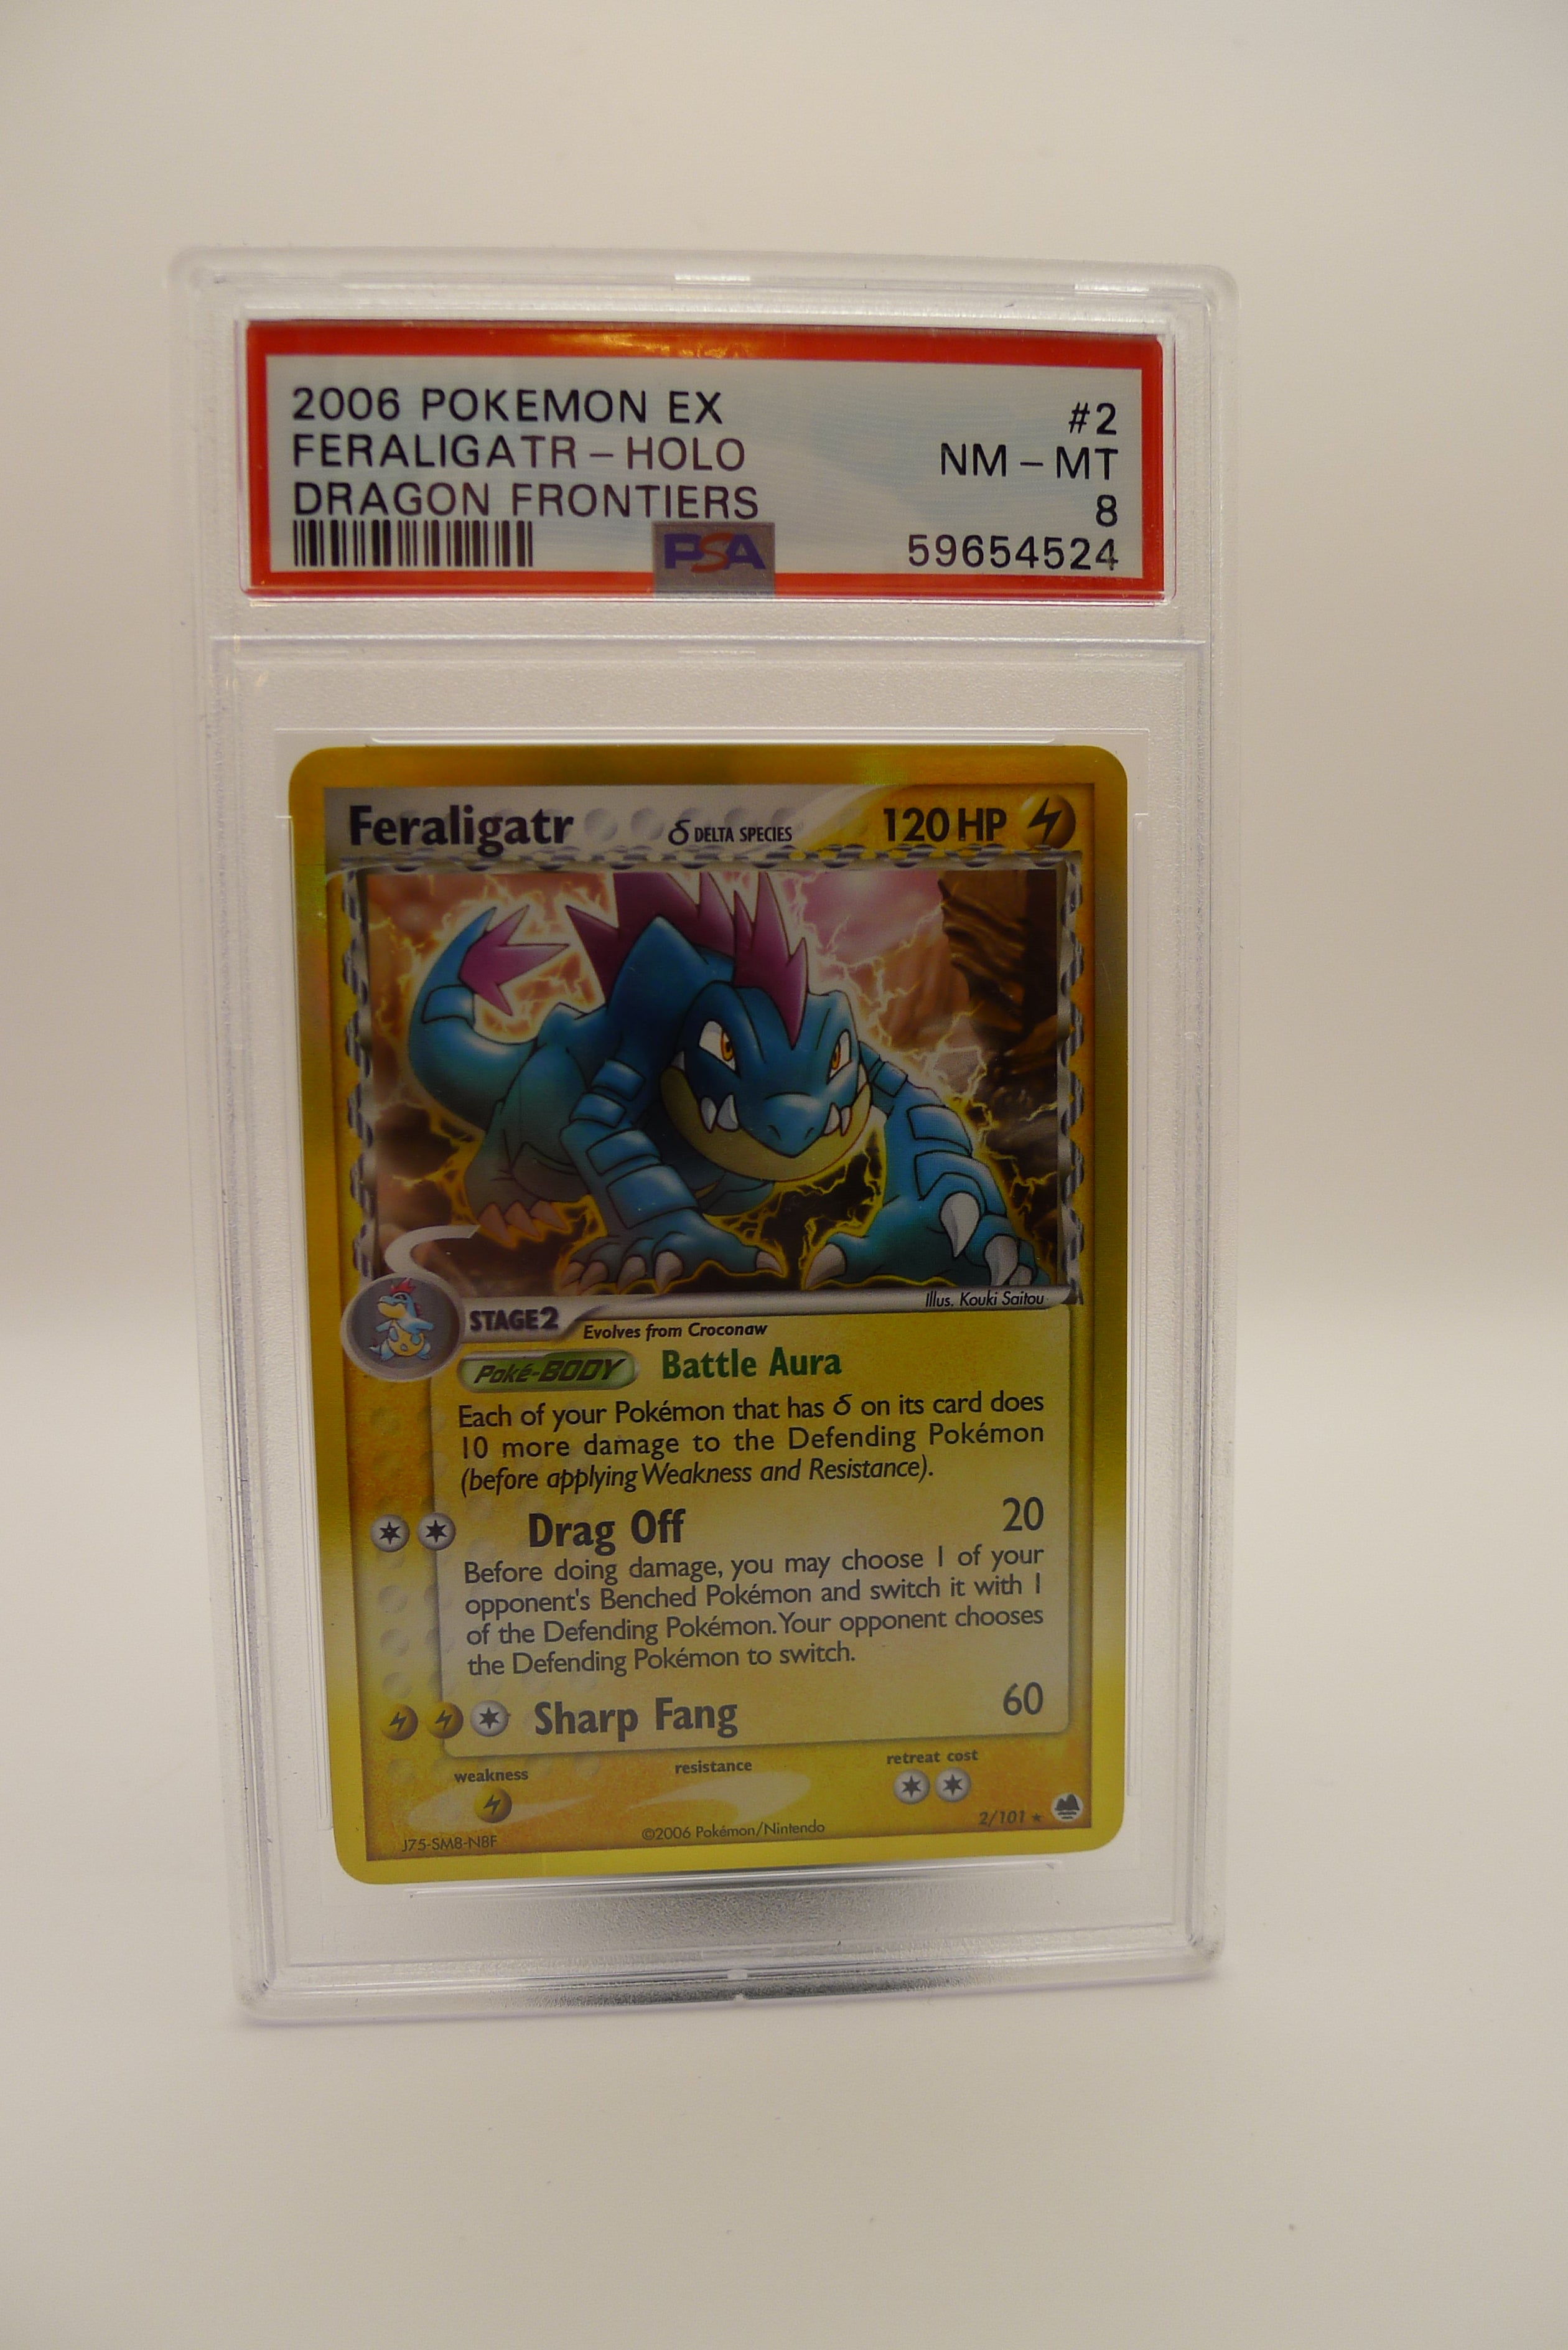 2006 POKEMON EX
#2
FERALIGATR - HOLO
NM - MT
DRAGON FRONTIERS
8
PSA
59654524
Feraligatr
δ DELTA SPECIES
120 HP
Illus. Kouki Saitou
STAGE2
Evolves from Croconaw
Poké-BODY Battle Aura
Each of your Pokémon that has δ on its card does
10 more damage to the Defending Pokémon
(before applying Weakness and Resistance).
Drag Off 20
Before doing damage, you may choose 1 of your
opponent's Benched Pokémon and switch it with 1
of the Defending Pokémon. Your opponent chooses
the Defending Pokémon to switch.
Sharp Fang 60
weakness
resistance
retreat cost
J75-SM8-N8F
©2006 Pokémon/Nintendo
2/101 ★